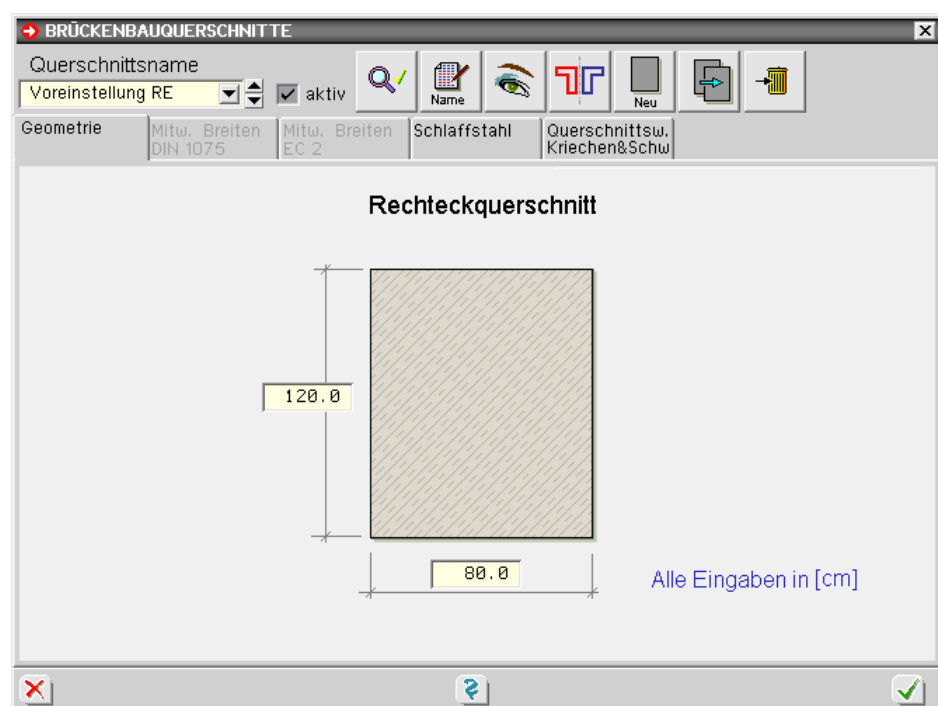 BRÜCKENBAUQUERSCHNITTE
Querschnittsname
Voreinstellung RE
aktiv
Name
Neu
Geometrie
Mitw. Breiten
DIN 1075
Mitw. Breiten
EC 2
Schlaffstahl
Querschnittsw.
Kriechen&Schw
Rechteckquerschnitt
120.0
80.0
Alle Eingaben in [cm]